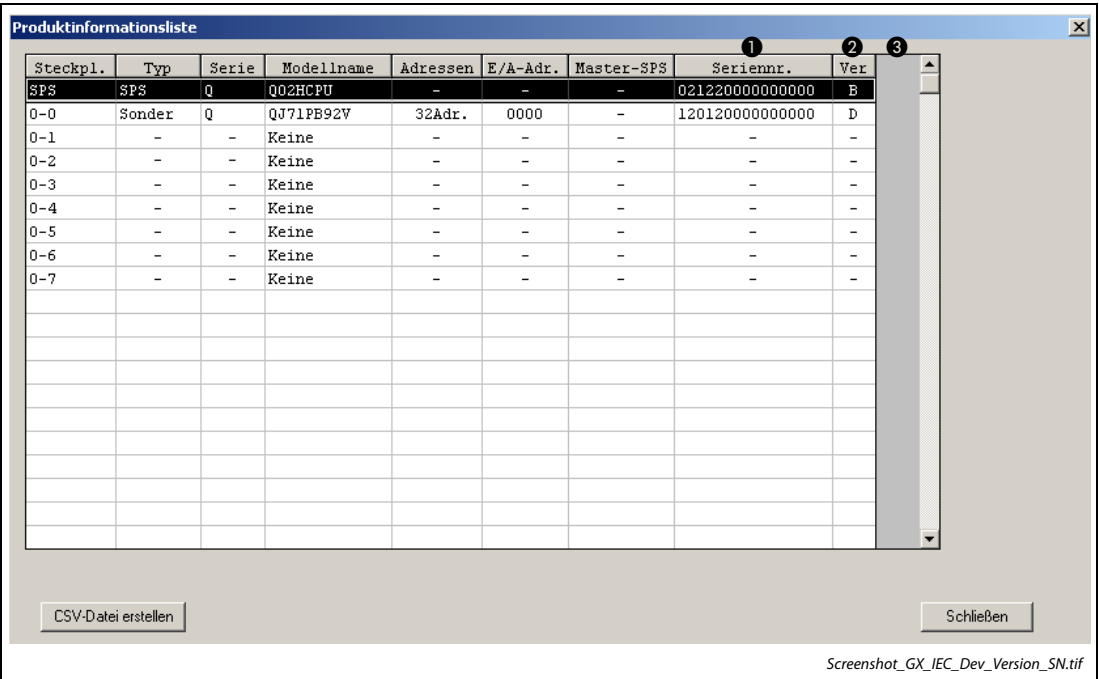 Produktinformationsliste
❶ ❷ ❸
Steckpl. Typ Serie Modellname Adressen E/A-Adr. Master-SPS Seriennr. Ver
SPS SPS Q Q02HCPU - - - 021220000000000 B
0-0 Sonder Q QJ71PB92V 32Adr. 0000 - 120120000000000 D
0-1 - - Keine - - - - -
0-2 - - Keine - - - - -
0-3 - - Keine - - - - -
0-4 - - Keine - - - - -
0-5 - - Keine - - - - -
0-6 - - Keine - - - - -
0-7 - - Keine - - - - -
CSV-Datei erstellen Schließen
Screenshot_GX_IEC_Dev_Version_SN.tif